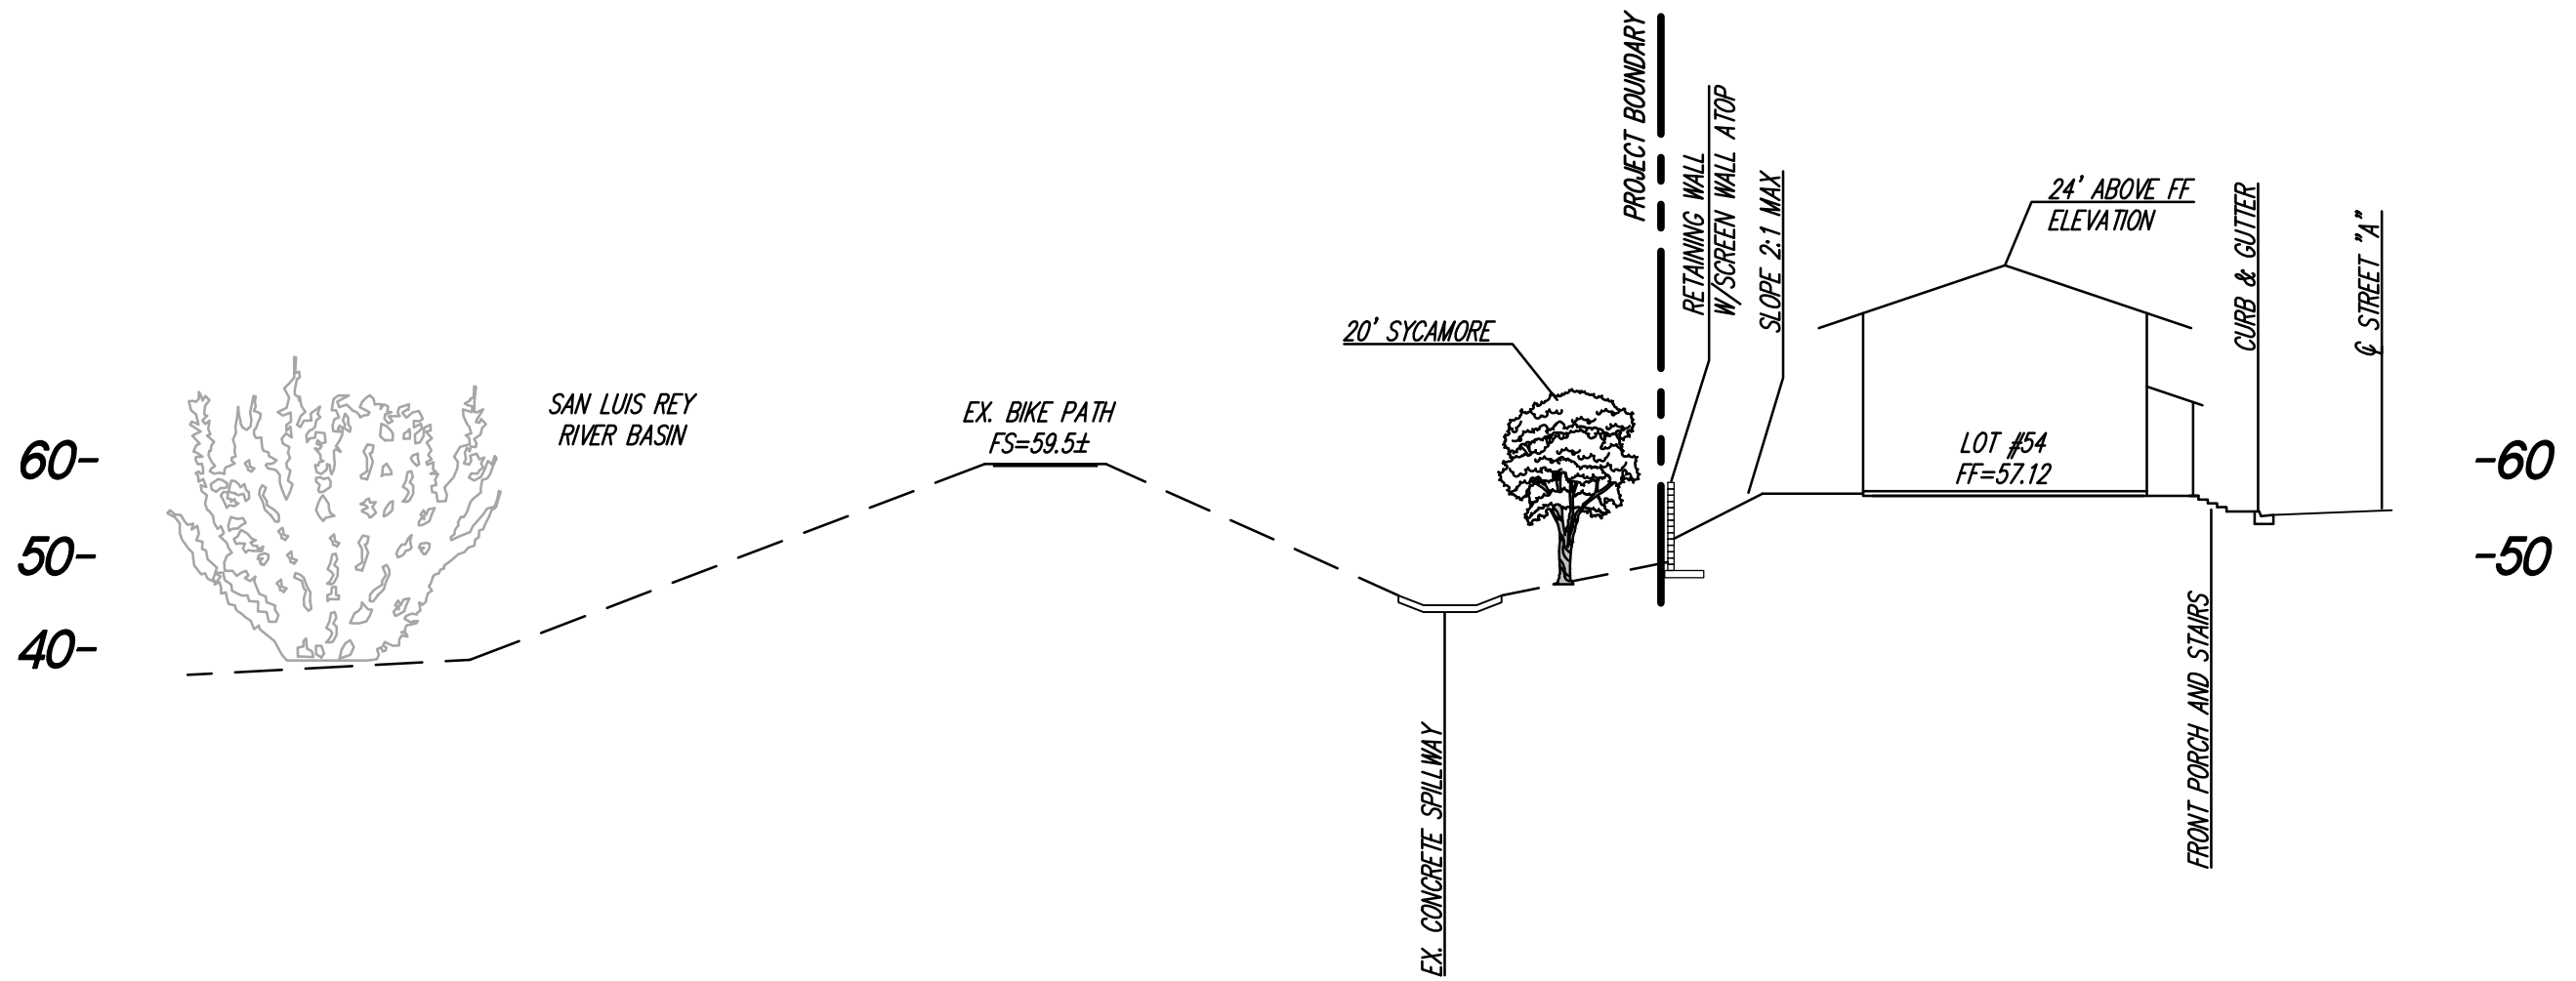 PROJECT BOUNDARY
RETAINING WALL
W/SCREEN WALL ATOP
SLOPE 2:1 MAX
24' ABOVE FF
ELEVATION
CURB & GUTTER
℄ STREET "A"
20' SYCAMORE
SAN LUIS REY
RIVER BASIN
EX. BIKE PATH
FS=59.5±
LOT #54
FF=57.12
60-
-60
50-
-50
40-
FRONT PORCH AND STAIRS
EX. CONCRETE SPILLWAY